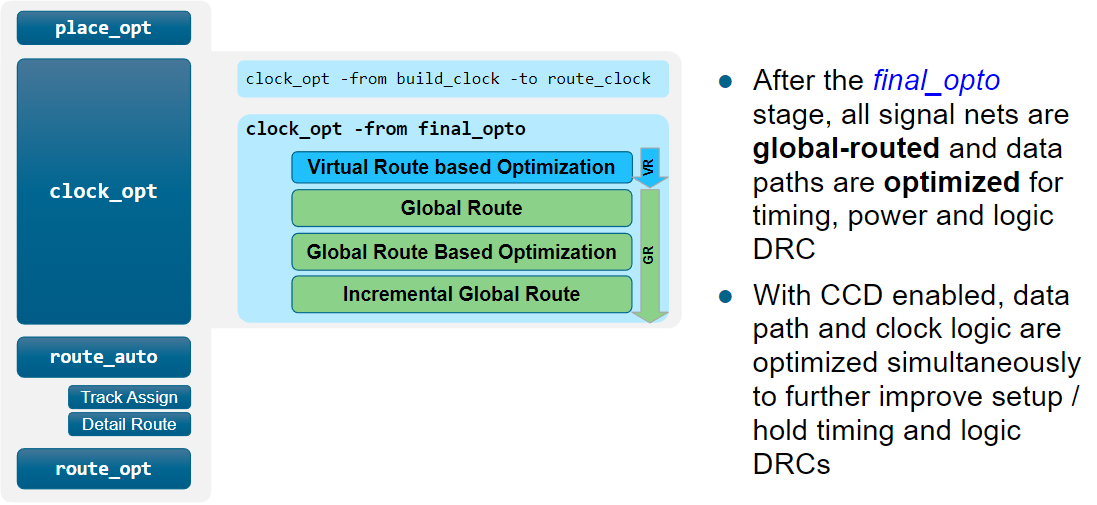 place_opt
clock_opt
route_auto
Track Assign
Detail Route
route_opt
clock_opt -from build_clock -to route_clock
clock_opt -from final_opto
Virtual Route based Optimization
Global Route
Global Route Based Optimization
Incremental Global Route
VR
GR
● After the final_opto
stage, all signal nets are
global-routed and data
paths are optimized for
timing, power and logic
DRC
● With CCD enabled, data
path and clock logic are
optimized simultaneously
to further improve setup /
hold timing and logic
DRCs